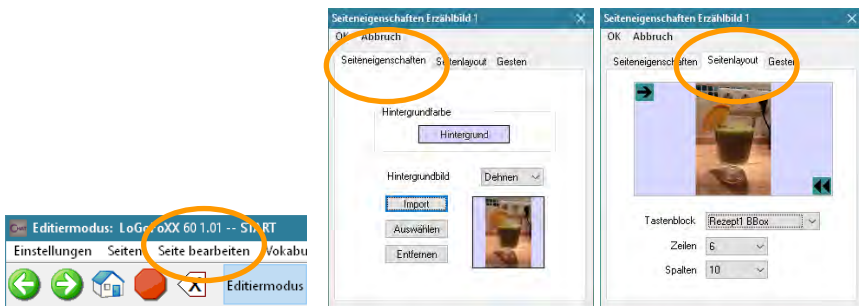 Editiermodus: LoGoFoXX 60 1.01 -- START
Einstellungen Seiten Seite bearbeiten Vokabu
Editiermodus
Seiteneigenschaften Erzählbild 1
OK Abbruch
Seiteneigenschaften Seitenlayout Gesten
Hintergrundfarbe
Hintergrund
Hintergrundbild Dehnen
Import
Auswählen
Entfernen
Seiteneigenschaften Erzählbild 1
OK Abbruch
Seiteneigenschaften Seitenlayout Gesten
Tastenblock Rezept1 BBox
Zeilen 6
Spalten 10